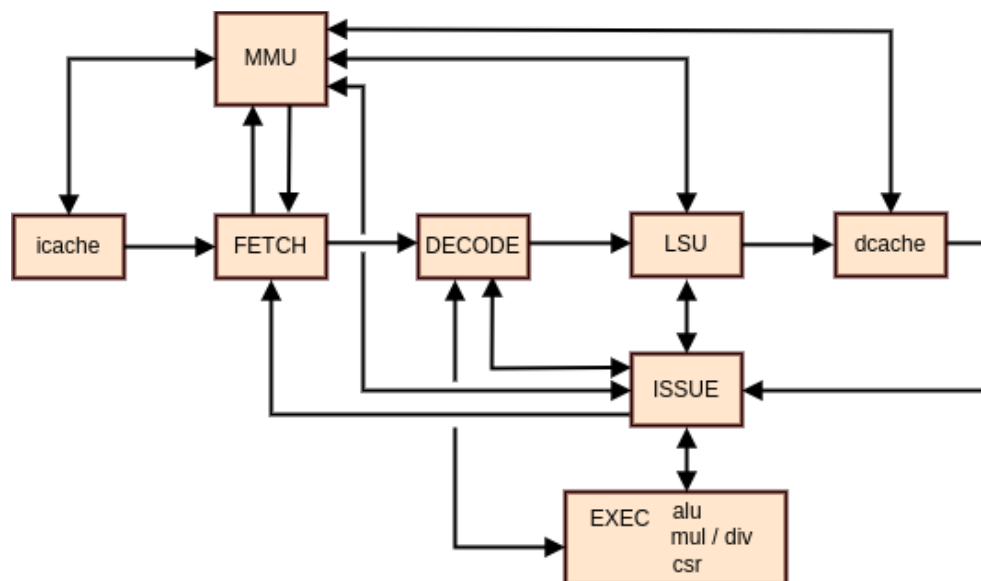 MMU
icache
FETCH
DECODE
LSU
dcache
ISSUE
EXEC alu
mul / div
csr